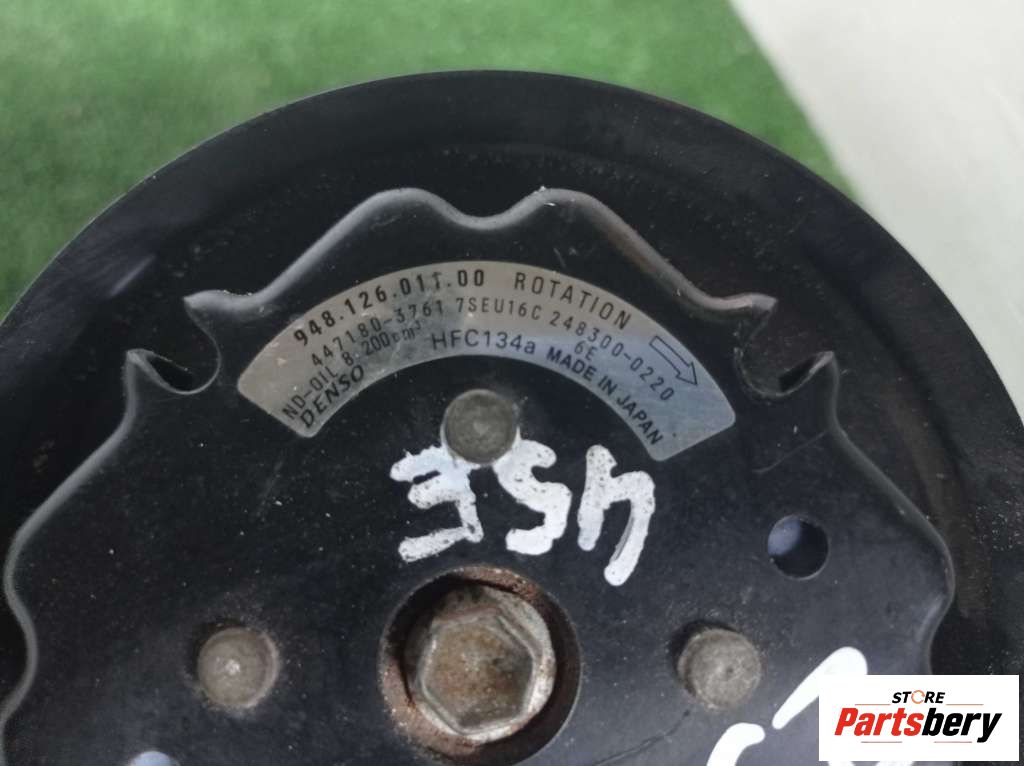 948.126.011.00 ROTATION
447180-3761 7SEU16C 248300-0220
ND-OIL 8 200cm³ HFC134a 6E
DENSO MADE IN JAPAN
STORE
Partsbery